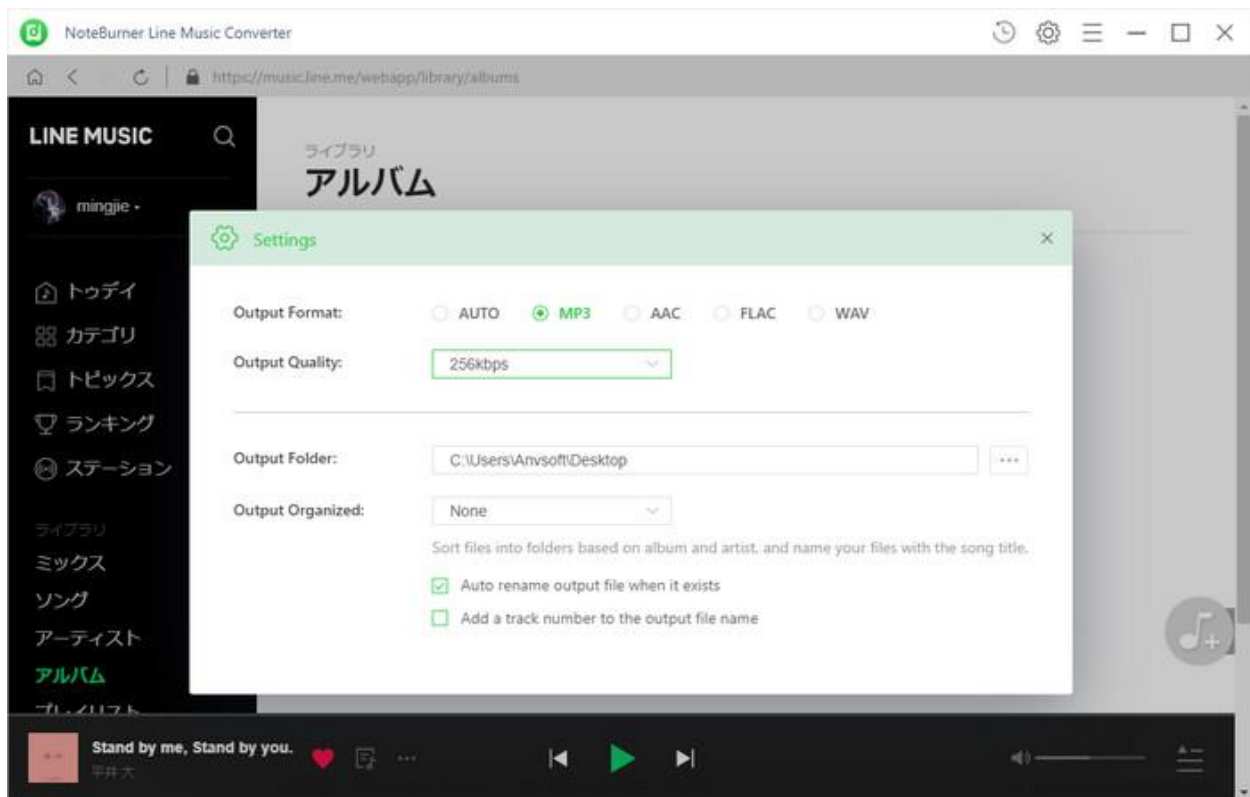 NoteBurner Line Music Converter
https://music.line.me/webapp/library/albums
LINE MUSIC
mingjie
トゥデイ
カテゴリ
トピックス
ランキング
ステーション
ライブラリ
ミックス
ソング
アーティスト
アルバム
プレイリスト
ライブラリ
アルバム
Settings
Output Format: AUTO MP3 AAC FLAC WAV
Output Quality: 256kbps
Output Folder: C:\Users\Anvsoft\Desktop ...
Output Organized: None
Sort files into folders based on album and artist, and name your files with the song title.
Auto rename output file when it exists
Add a track number to the output file name
Stand by me, Stand by you.
平井 大